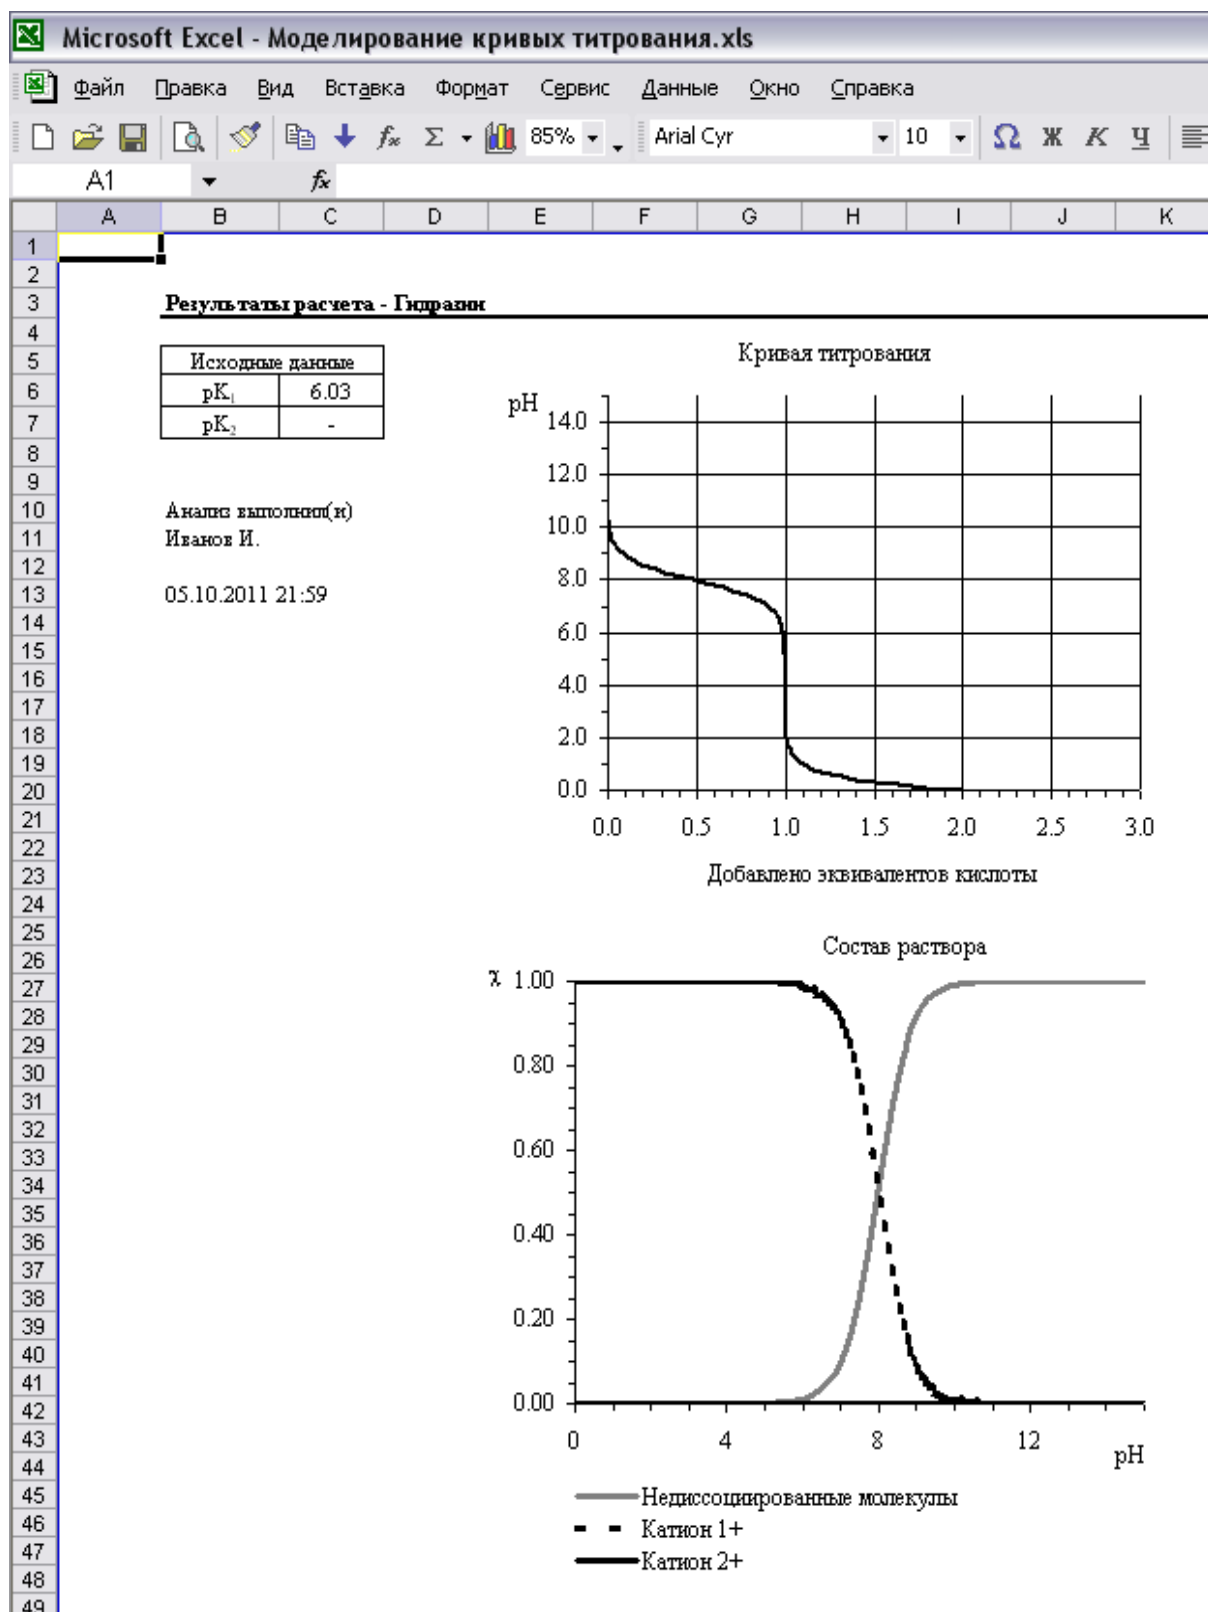 Microsoft Excel - Моделирование кривых титрования.xls
Файл Правка Вид Вставка Формат Сервис Данные Окно Справка
fx Σ 85% Arial Cyr 10 Ω Ж К Ч
A1 fx
A B C D E F G H I J K
1
2
3 Результаты расчета - Гидразин
4
5 Исходные данные
6 pK₁ 6.03
7 pK₂ -
8
9
10 Анализ выполнил(и)
11 Иванов И.
12
13 05.10.2011 21:59
14
15
16
17
18
19
20
21
22
23
24
25
26
27
28
29
30
31
32
33
34
35
36
37
38
39
40
41
42
43
44
45
46
47
48
49
Кривая титрования
pH
14.0
12.0
10.0
8.0
6.0
4.0
2.0
0.0
0.0 0.5 1.0 1.5 2.0 2.5 3.0
Добавлено эквивалентов кислоты
Состав раствора
χ 1.00
0.80
0.60
0.40
0.20
0.00
0 4 8 12
pH
Недиссоциированные молекулы
Катион 1+
Катион 2+